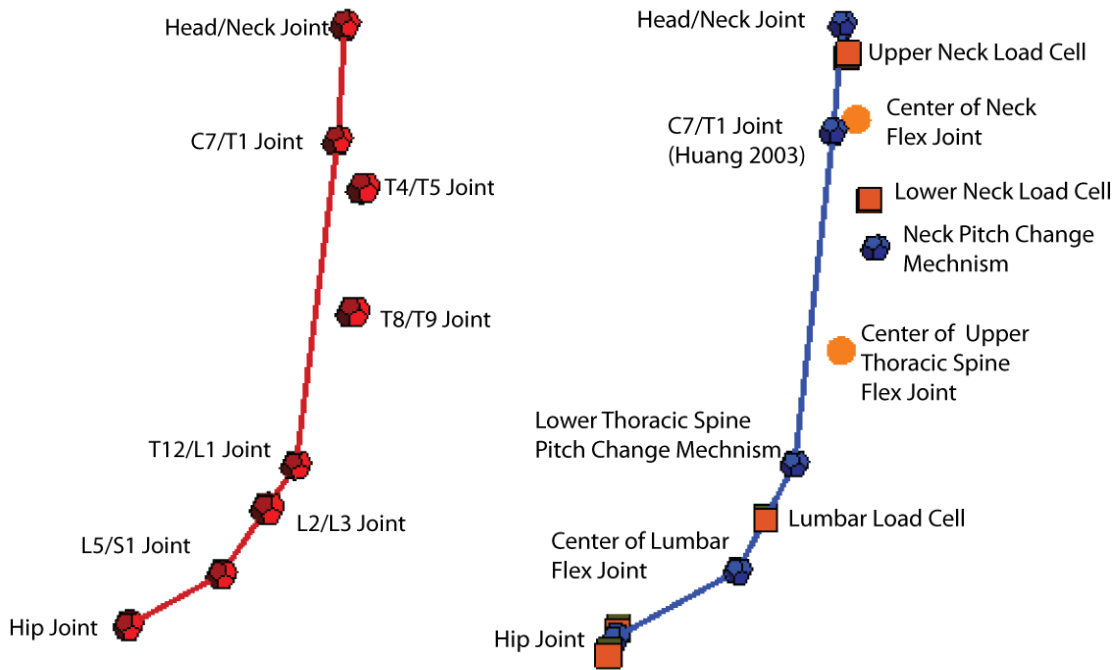 Head/Neck Joint
C7/T1 Joint
T4/T5 Joint
T8/T9 Joint
T12/L1 Joint
L2/L3 Joint
L5/S1 Joint
Hip Joint
Head/Neck Joint
Upper Neck Load Cell
Center of Neck
Flex Joint
C7/T1 Joint
(Huang 2003)
Lower Neck Load Cell
Neck Pitch Change
Mechnism
Center of  Upper
Thoracic Spine
Flex Joint
Lower Thoracic Spine
Pitch Change Mechnism
Lumbar Load Cell
Center of Lumbar
Flex Joint
Hip Joint